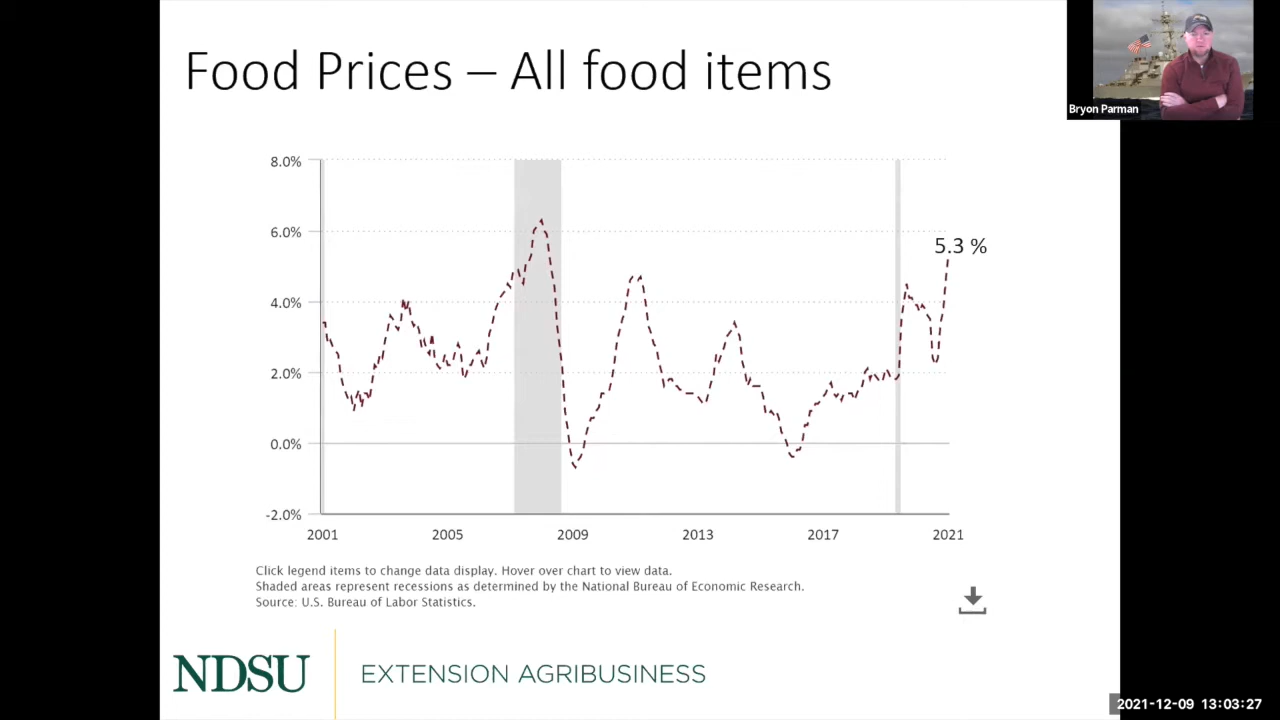 Food Prices – All food items
Bryon Parman
8.0%
6.0%
4.0%
2.0%
0.0%
-2.0%
5.3 %
2001 2005 2009 2013 2017 2021
Click legend items to change data display. Hover over chart to view data.
Shaded areas represent recessions as determined by the National Bureau of Economic Research.
Source: U.S. Bureau of Labor Statistics.
NDSU EXTENSION AGRIBUSINESS
2021-12-09 13:03:27